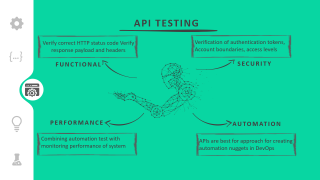 API TESTING
Verify correct HTTP status code Verify
response payload and headers
FUNCTIONAL
Verification of authentication tokens,
Account boundaries, access levels
SECURITY
{...}
PERFORMANCE
Combining automation test with
monitoring performance of system
AUTOMATION
APIs are best for approach for creating
automation nuggets in DevOps